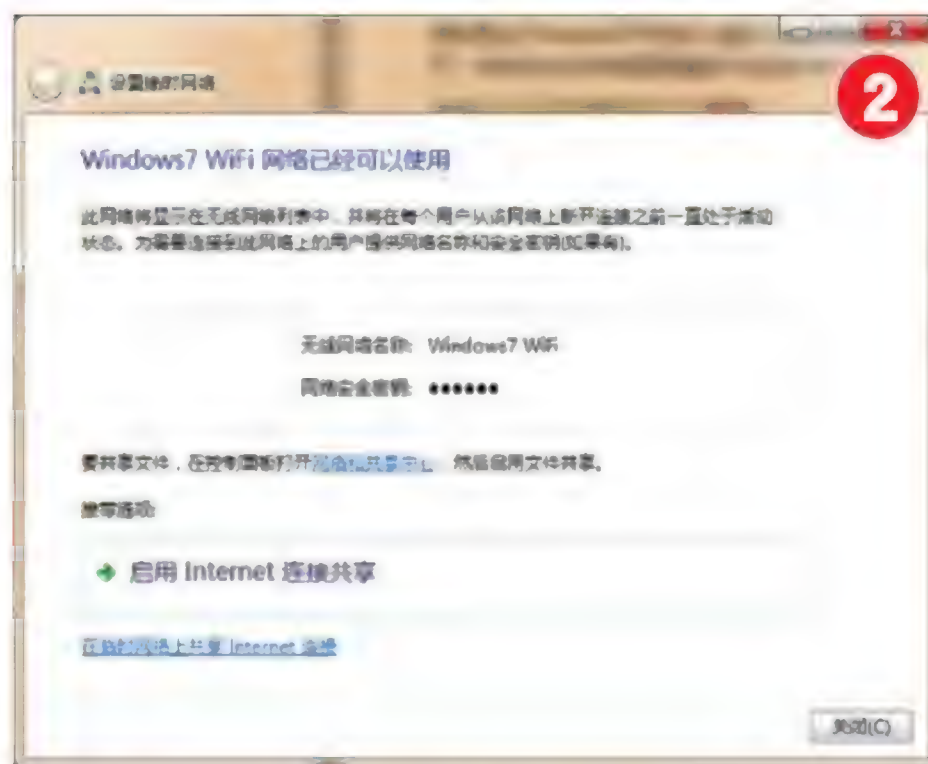 2
设置临时网络
Windows7 WiFi 网络已经可以使用
此网络将显示在无线网络列表中，并将在每个用户从该网络上断开连接之前一直处于活动
状态。为需要连接到此网络上的用户提供网络名称和安全密钥(如果有)。
无线网络名称: Windows7 WiFi
网络安全密钥: ●●●●●●
要共享文件，在控制面板打开网络和共享中心，然后启用文件共享。
推荐选项:
启用 Internet 连接共享
在临时网络上共享 Internet 连接
关闭(C)